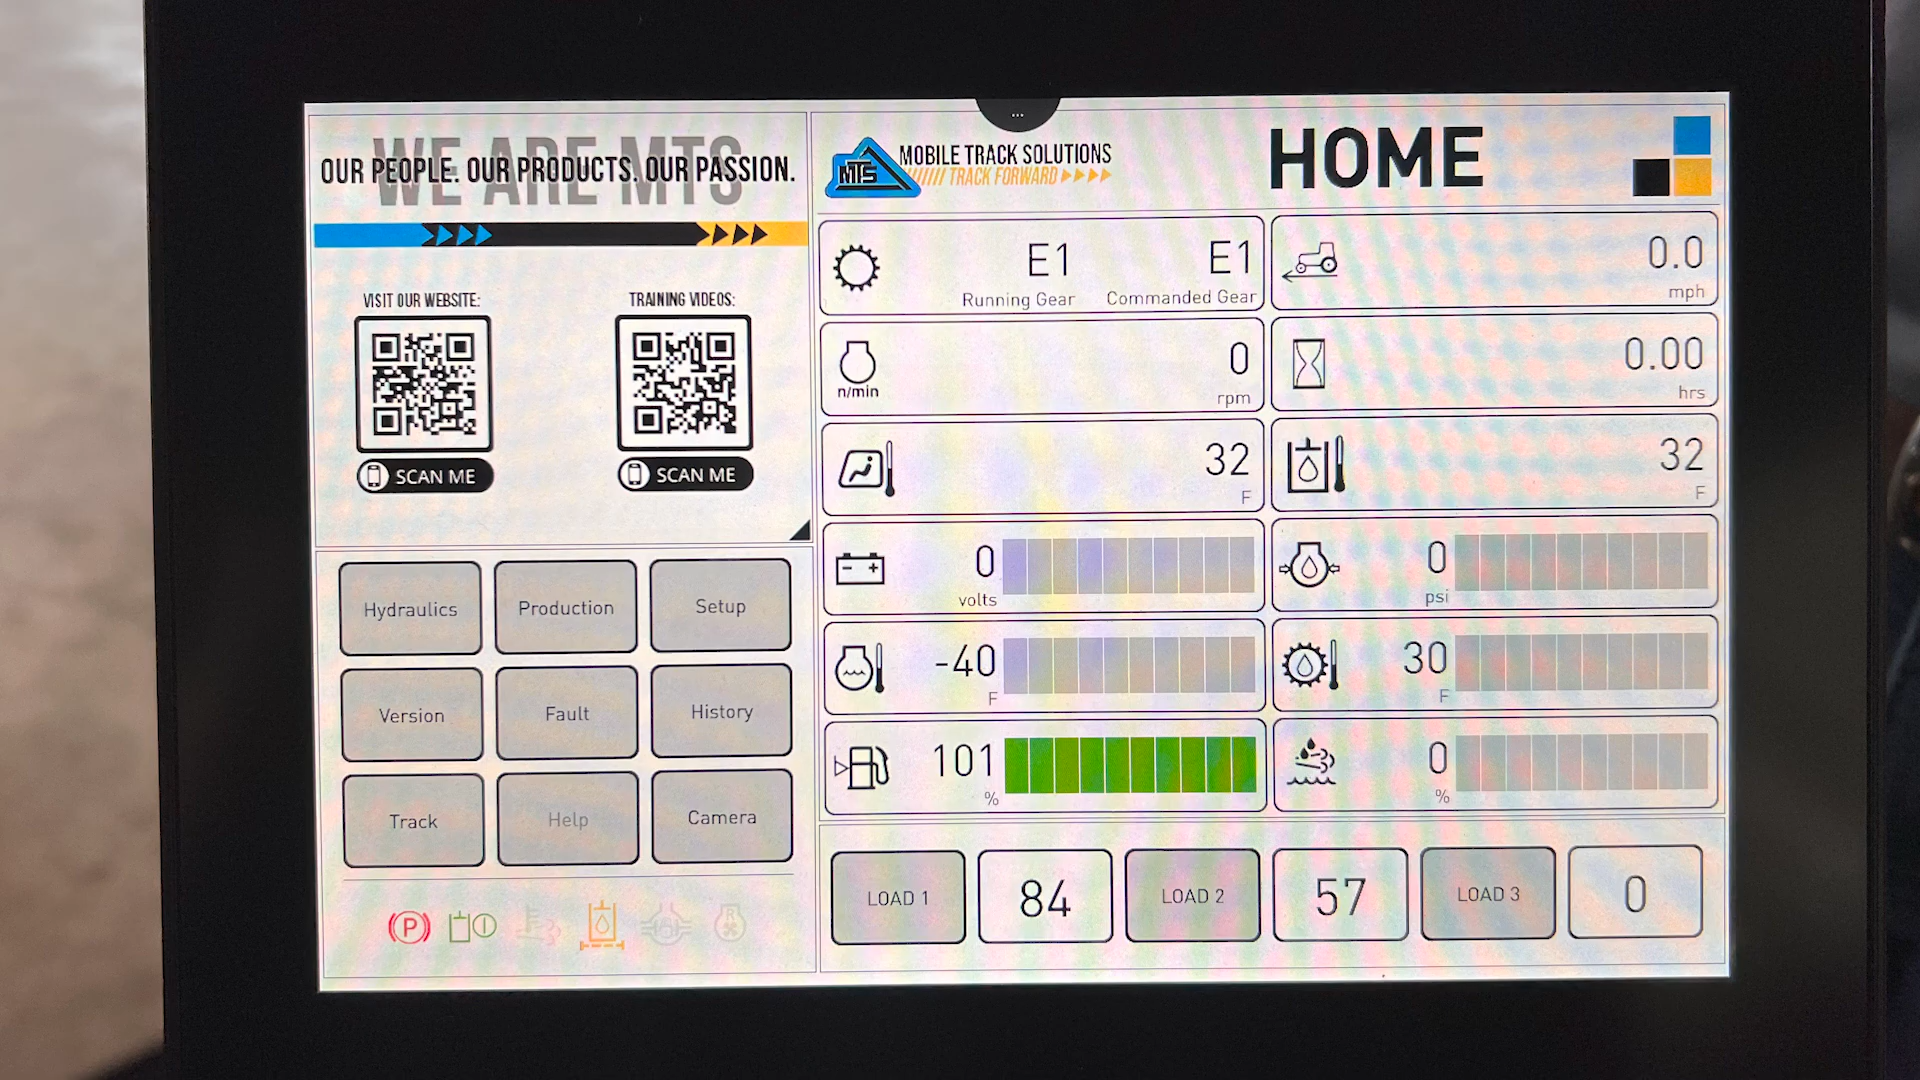 WE ARE MTS
OUR PEOPLE. OUR PRODUCTS. OUR PASSION.
VISIT OUR WEBSITE:
TRAINING VIDEOS:
SCAN ME
SCAN ME
Hydraulics
Production
Setup
Version
Fault
History
Track
Help
Camera
P
R
...
MTS
MOBILE TRACK SOLUTIONS
TRACK FORWARD
HOME
E1
Running Gear
E1
Commanded Gear
0.0
mph
n/min
0
rpm
0.00
hrs
32
F
32
F
0
volts
0
psi
-40
F
30
F
101
%
0
%
LOAD 1
84
LOAD 2
57
LOAD 3
0